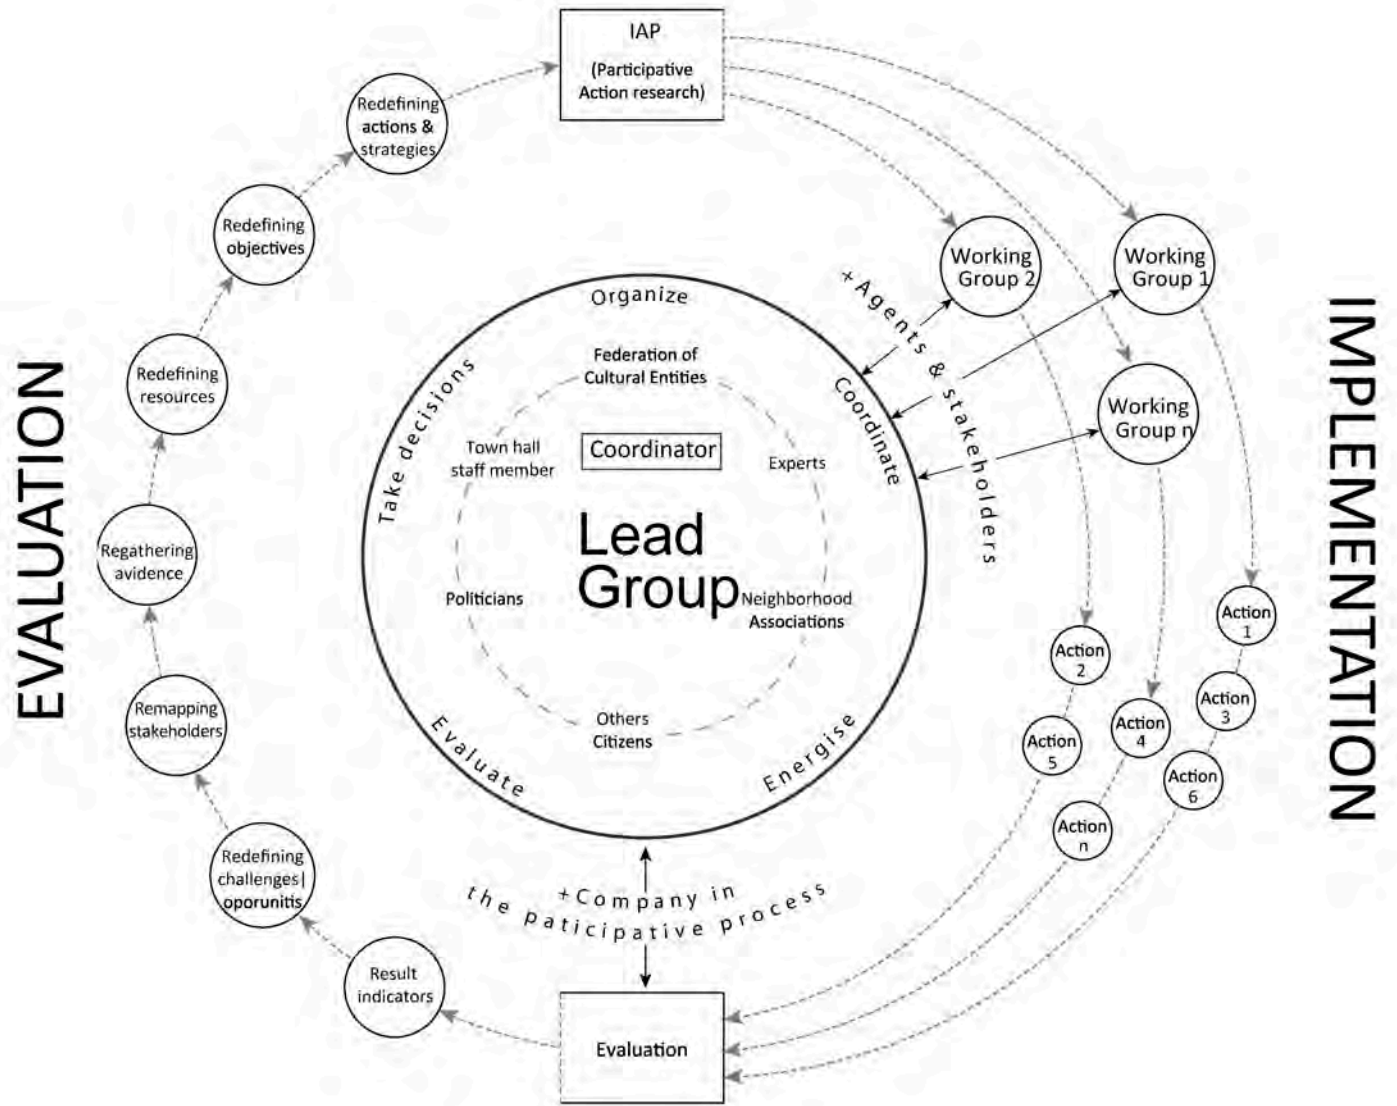 IAP
(Participative
Action research)
Redefining
actions &
strategies
Redefining
objectives
Redefining
resources
Regathering
avidence
Remapping
stakeholders
Redefining
challenges|
oporunitis
Result
indicators
EVALUATION
Organize
Take decisions
Coordinate
Evaluate
Energise
Federation of
Cultural Entities
Town hall
staff member
Coordinator
Experts
Lead
Group
Politicians
Neighborhood
Associations
Others
Citizens
+Agents & stakeholders
Working
Group 2
Working
Group 1
Working
Group n
Action
1
Action
2
Action
3
Action
4
Action
5
Action
6
Action
n
IMPLEMENTATION
+Company in
the paticipative process
Evaluation